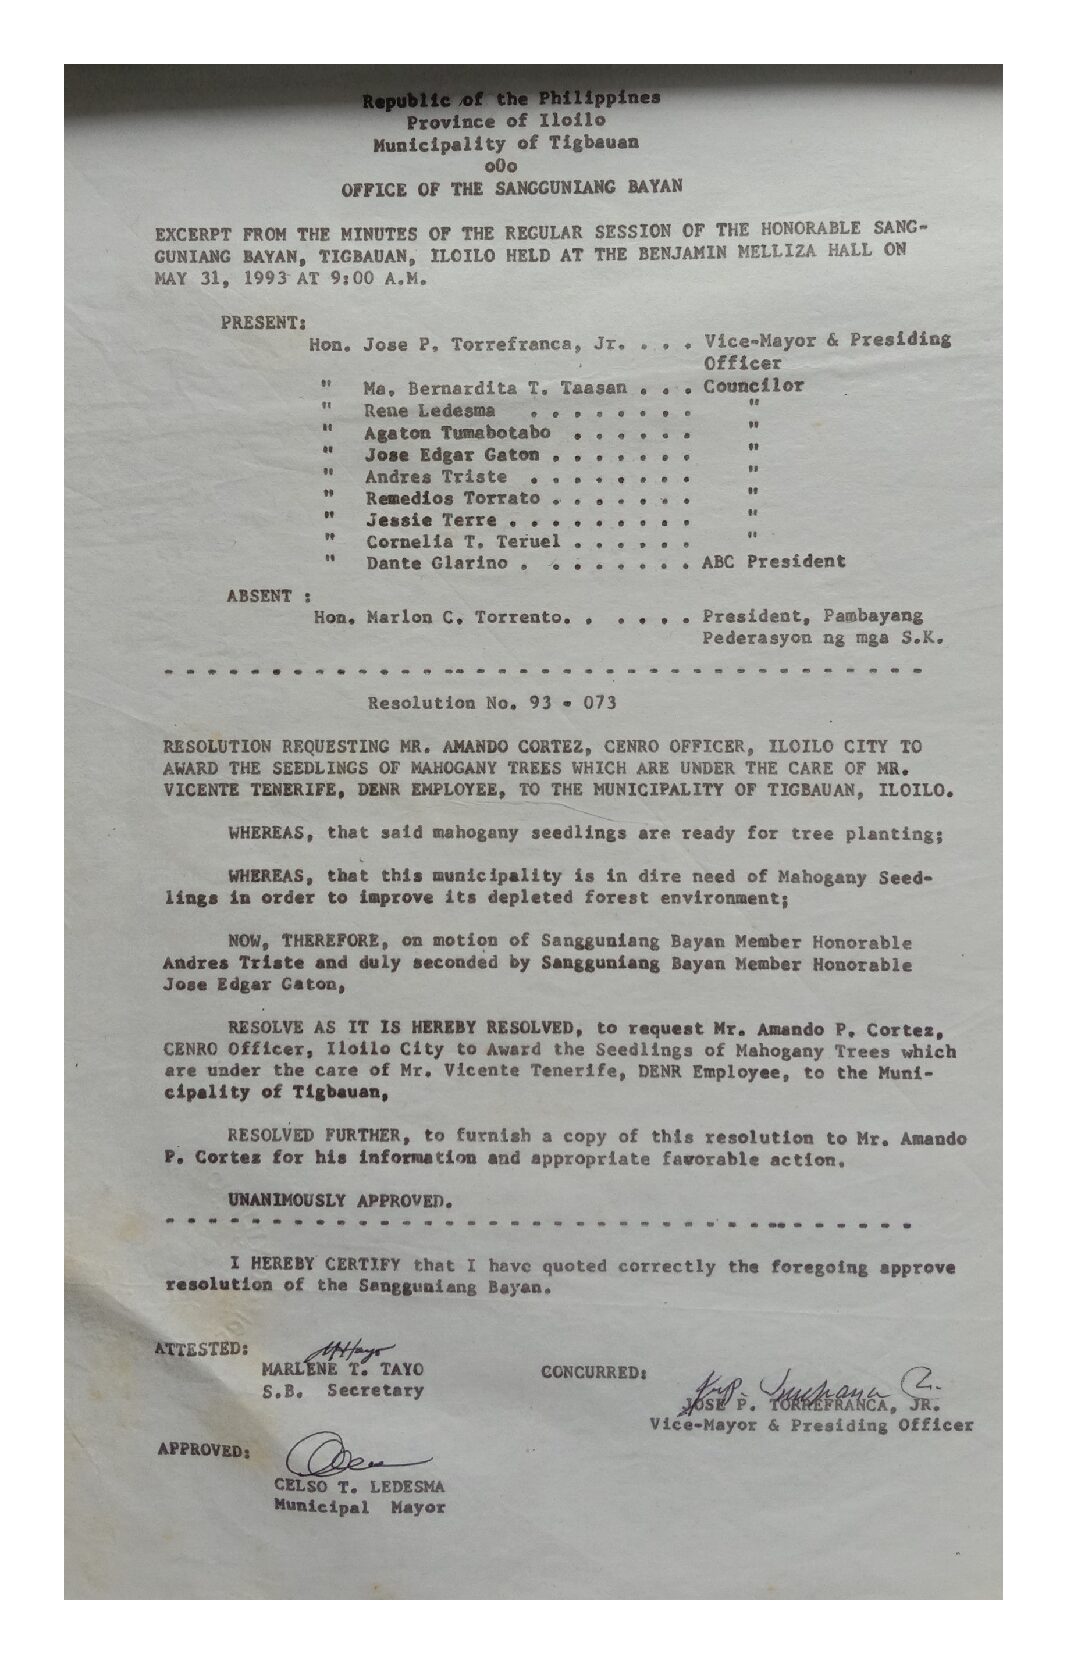 Republic of the Philippines
Province of Iloilo
Municipality of Tigbauan
oOo
OFFICE OF THE SANGGUNIANG BAYAN
EXCERPT FROM THE MINUTES OF THE REGULAR SESSION OF THE HONORABLE SANG-
GUNIANG BAYAN, TIGBAUAN, ILOILO HELD AT THE BENJAMIN MELLIZA HALL ON
MAY 31, 1993 AT 9:00 A.M.
PRESENT:
Hon. Jose P. Torrefranca, Jr. . . . Vice-Mayor & Presiding
Officer
" Ma. Bernardita T. Taasan . . . Councilor
" Rene Ledesma . . . . . . . . "
" Agaton Tumabotabo . . . . . . "
" Jose Edgar Gaton . . . . . . . "
" Andres Triste . . . . . . . . "
" Remedios Torrato . . . . . . . "
" Jessie Terre . . . . . . . . . "
" Cornelia T. Teruel . . . . . . "
" Dante Glarino . . . . . . . . ABC President
ABSENT :
Hon. Marlon C. Torrento. . . . . . President, Pambayang
Pederasyon ng mga S.K.
- - - - - - - - - - - - - - - - - - - - - - - - - - - - - - - - - - - -
Resolution No. 93 - 073
RESOLUTION REQUESTING MR. AMANDO CORTEZ, CENRO OFFICER, ILOILO CITY TO
AWARD THE SEEDLINGS OF MAHOGANY TREES WHICH ARE UNDER THE CARE OF MR.
VICENTE TENERIFE, DENR EMPLOYEE, TO THE MUNICIPALITY OF TIGBAUAN, ILOILO.
WHEREAS, that said mahogany seedlings are ready for tree planting;
WHEREAS, that this municipality is in dire need of Mahogany Seed-
lings in order to improve its depleted forest environment;
NOW, THEREFORE, on motion of Sangguniang Bayan Member Honorable
Andres Triste and duly seconded by Sangguniang Bayan Member Honorable
Jose Edgar Gaton,
RESOLVE AS IT IS HEREBY RESOLVED, to request Mr. Amando P. Cortez,
CENRO Officer, Iloilo City to Award the Seedlings of Mahogany Trees which
are under the care of Mr. Vicente Tenerife, DENR Employee, to the Muni-
cipality of Tigbauan,
RESOLVED FURTHER, to furnish a copy of this resolution to Mr. Amando
P. Cortez for his information and appropriate favorable action.
UNANIMOUSLY APPROVED.
- - - - - - - - - - - - - - - - - - - - - - - - - - - - - - - - - - -
I HEREBY CERTIFY that I have quoted correctly the foregoing approve
resolution of the Sangguniang Bayan.
ATTESTED:
MARLENE T. TAYO
S.B. Secretary
CONCURRED:
JOSE P. TORREFRANCA, JR.
Vice-Mayor & Presiding Officer
APPROVED:
CELSO T. LEDESMA
Municipal Mayor